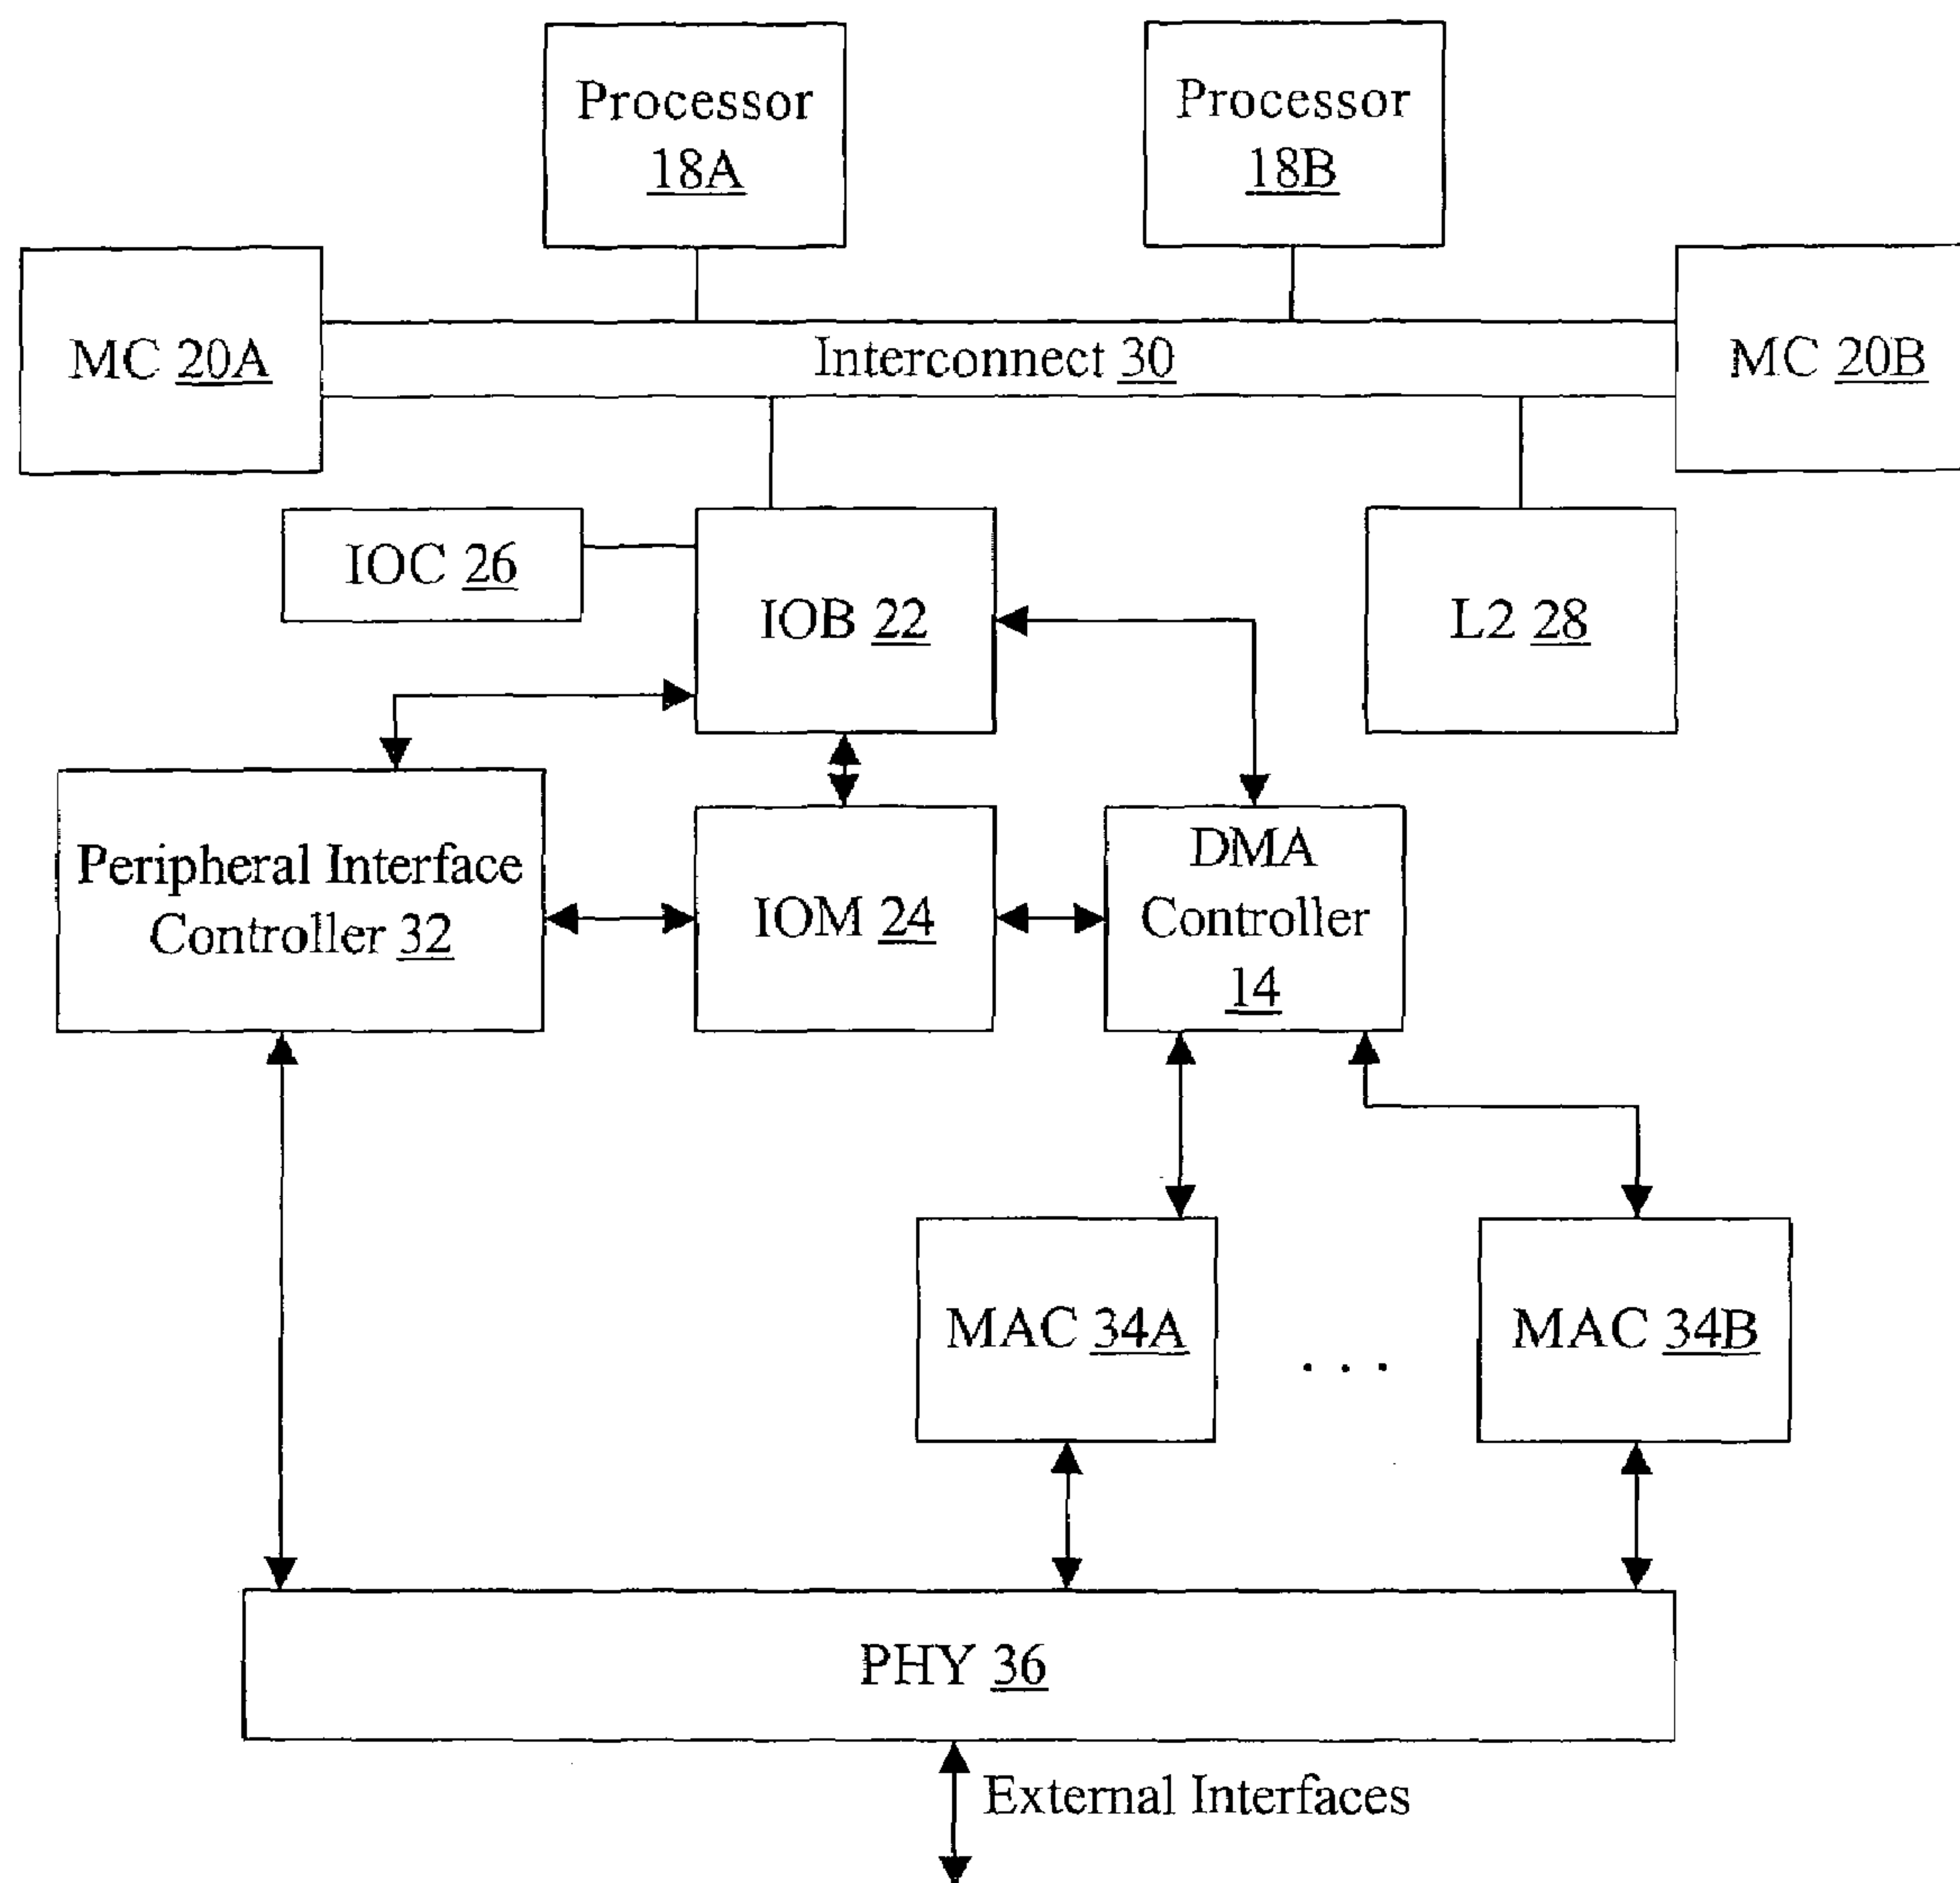 Processor
18A
Processor
18B
MC 20A
Interconnect 30
MC 20B
IOC 26
IOB 22
L2 28
Peripheral Interface
Controller 32
IOM 24
DMA
Controller
14
MAC 34A
. . .
MAC 34B
PHY 36
External Interfaces